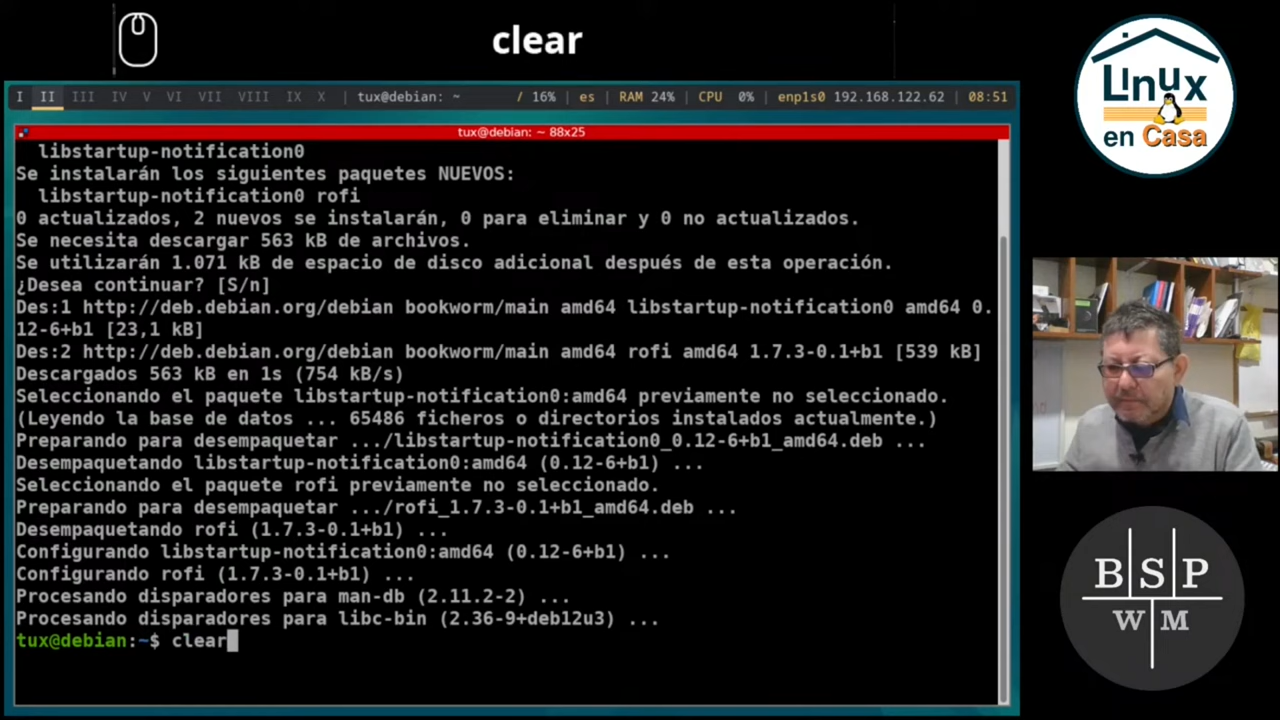 clear
LInux
en Casa
I II III IV V VI VII VIII IX X | tux@debian: ~ / 16% | es | RAM 24% | CPU 0% | enp1s0 192.168.122.62 | 08:51
tux@debian: ~ 88x25
libstartup-notification0
Se instalarán los siguientes paquetes NUEVOS:
libstartup-notification0 rofi
0 actualizados, 2 nuevos se instalarán, 0 para eliminar y 0 no actualizados.
Se necesita descargar 563 kB de archivos.
Se utilizarán 1.071 kB de espacio de disco adicional después de esta operación.
¿Desea continuar? [S/n]
Des:1 http://deb.debian.org/debian bookworm/main amd64 libstartup-notification0 amd64 0.
12-6+b1 [23,1 kB]
Des:2 http://deb.debian.org/debian bookworm/main amd64 rofi amd64 1.7.3-0.1+b1 [539 kB]
Descargados 563 kB en 1s (754 kB/s)
Seleccionando el paquete libstartup-notification0:amd64 previamente no seleccionado.
(Leyendo la base de datos ... 65486 ficheros o directorios instalados actualmente.)
Preparando para desempaquetar .../libstartup-notification0_0.12-6+b1_amd64.deb ...
Desempaquetando libstartup-notification0:amd64 (0.12-6+b1) ...
Seleccionando el paquete rofi previamente no seleccionado.
Preparando para desempaquetar .../rofi_1.7.3-0.1+b1_amd64.deb ...
Desempaquetando rofi (1.7.3-0.1+b1) ...
Configurando libstartup-notification0:amd64 (0.12-6+b1) ...
Configurando rofi (1.7.3-0.1+b1) ...
Procesando disparadores para man-db (2.11.2-2) ...
Procesando disparadores para libc-bin (2.36-9+deb12u3) ...
tux@debian:~$ clear
B S P
W M